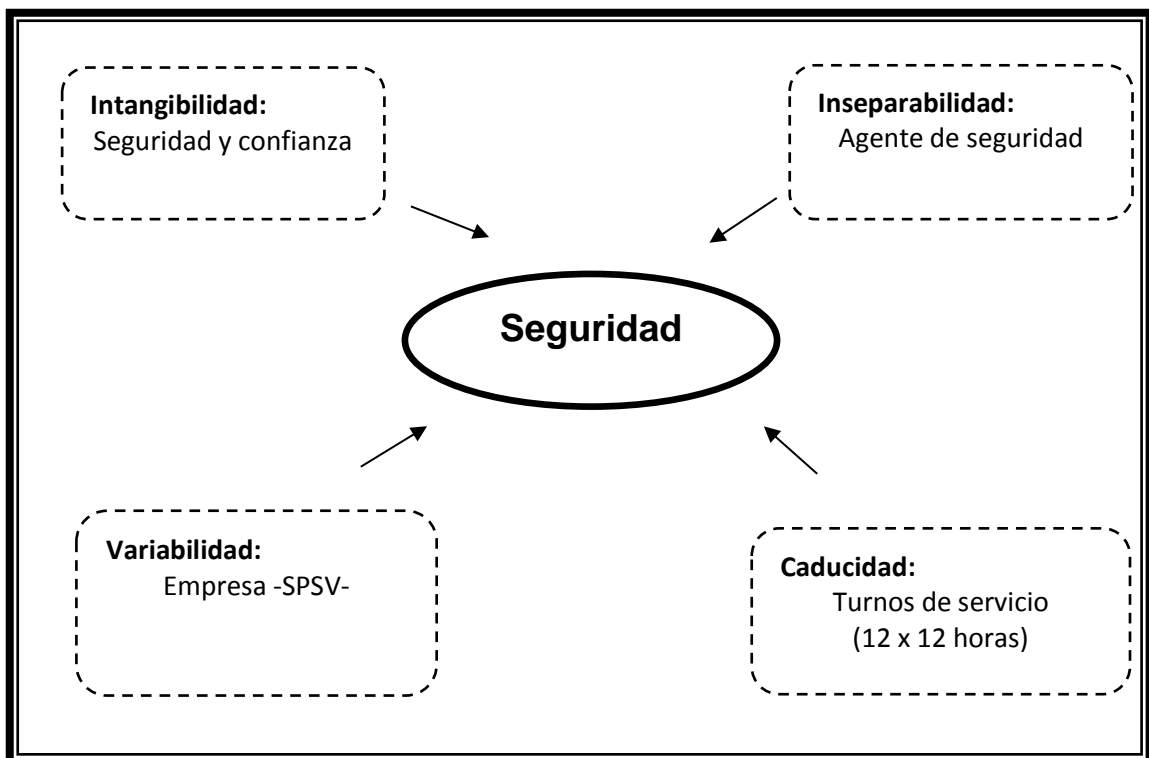 Intangibilidad:
Seguridad y confianza
Inseparabilidad:
Agente de seguridad
Seguridad
Variabilidad:
Empresa -SPSV-
Caducidad:
Turnos de servicio
(12 x 12 horas)